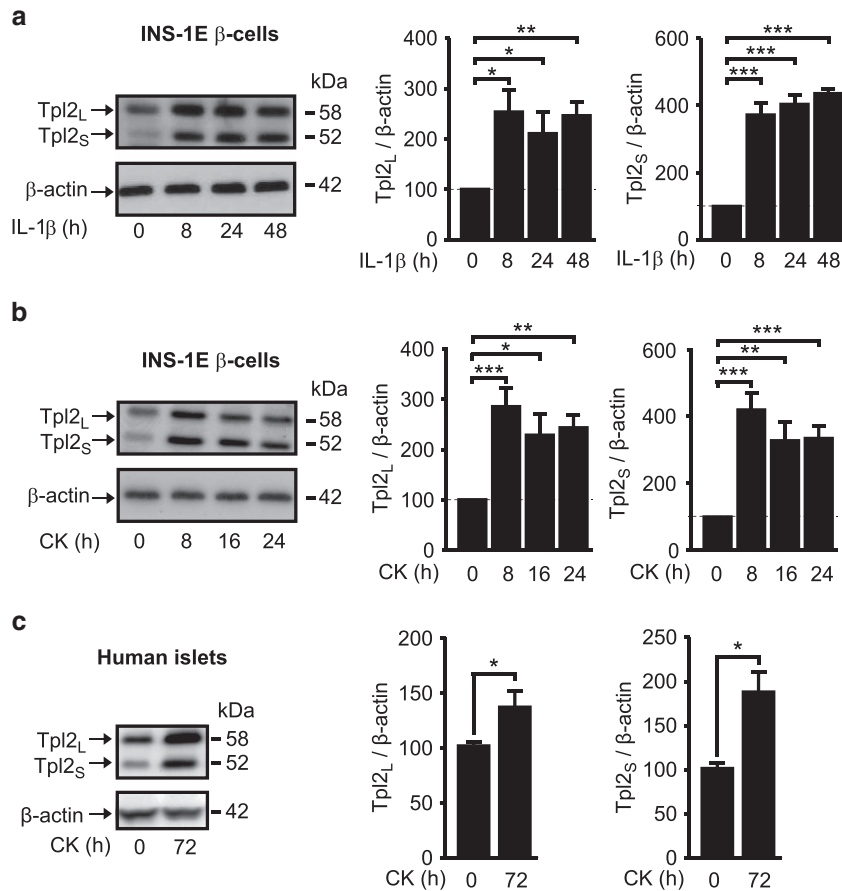 a
INS-1E β-cells
kDa
Tpl2L
58
Tpl2S
52
β-actin
42
IL-1β (h) 0 8 24 48
Tpl2L / β-actin
400
300
200
100
0
* * **
IL-1β (h) 0 8 24 48
Tpl2S / β-actin
600
400
200
0
*** *** ***
IL-1β (h) 0 8 24 48
b
INS-1E β-cells
kDa
Tpl2L
58
Tpl2S
52
β-actin
42
CK (h) 0 8 16 24
Tpl2L / β-actin
400
300
200
100
0
*** * **
CK (h) 0 8 16 24
Tpl2S / β-actin
600
400
200
0
*** ** ***
CK (h) 0 8 16 24
c
Human islets
kDa
Tpl2L
58
Tpl2S
52
β-actin
42
CK (h) 0 72
Tpl2L / β-actin
200
150
100
50
0
*
CK (h) 0 72
Tpl2S / β-actin
250
200
150
100
50
0
*
CK (h) 0 72